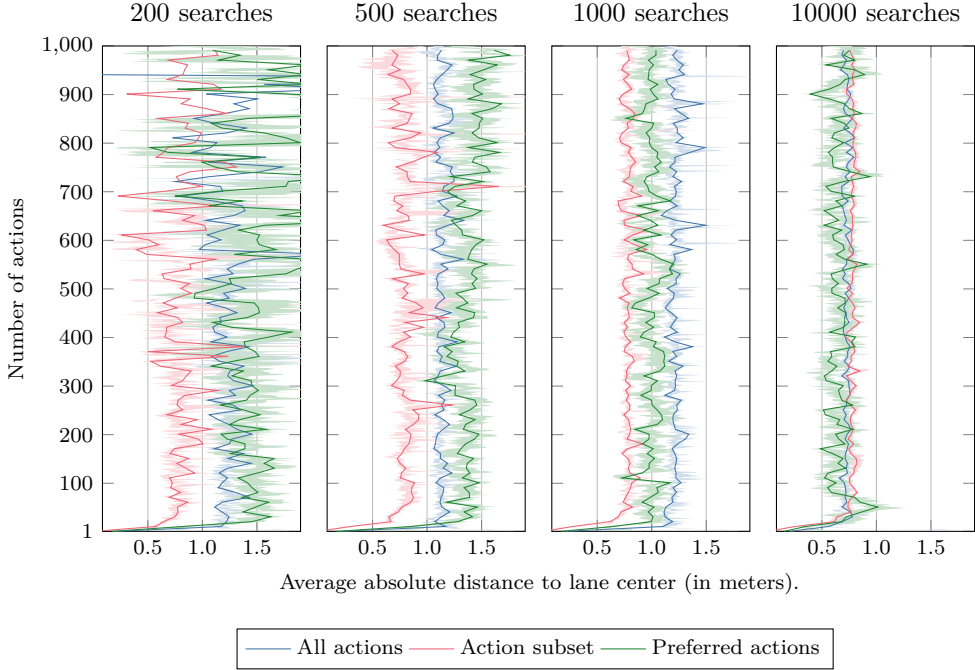 200 searches 500 searches 1000 searches 10000 searches
1,000
900
800
700
600
500
400
300
200
100
1
Number of actions
0.5 1.0 1.5 0.5 1.0 1.5 0.5 1.0 1.5 0.5 1.0 1.5
Average absolute distance to lane center (in meters).
All actions Action subset Preferred actions